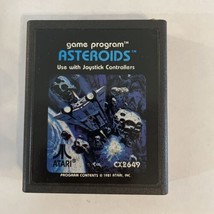 game program™
ASTEROIDS™
Use with Joystick Controllers
ATARI®
CX2649
PROGRAM CONTENTS © 1981 ATARI, INC.